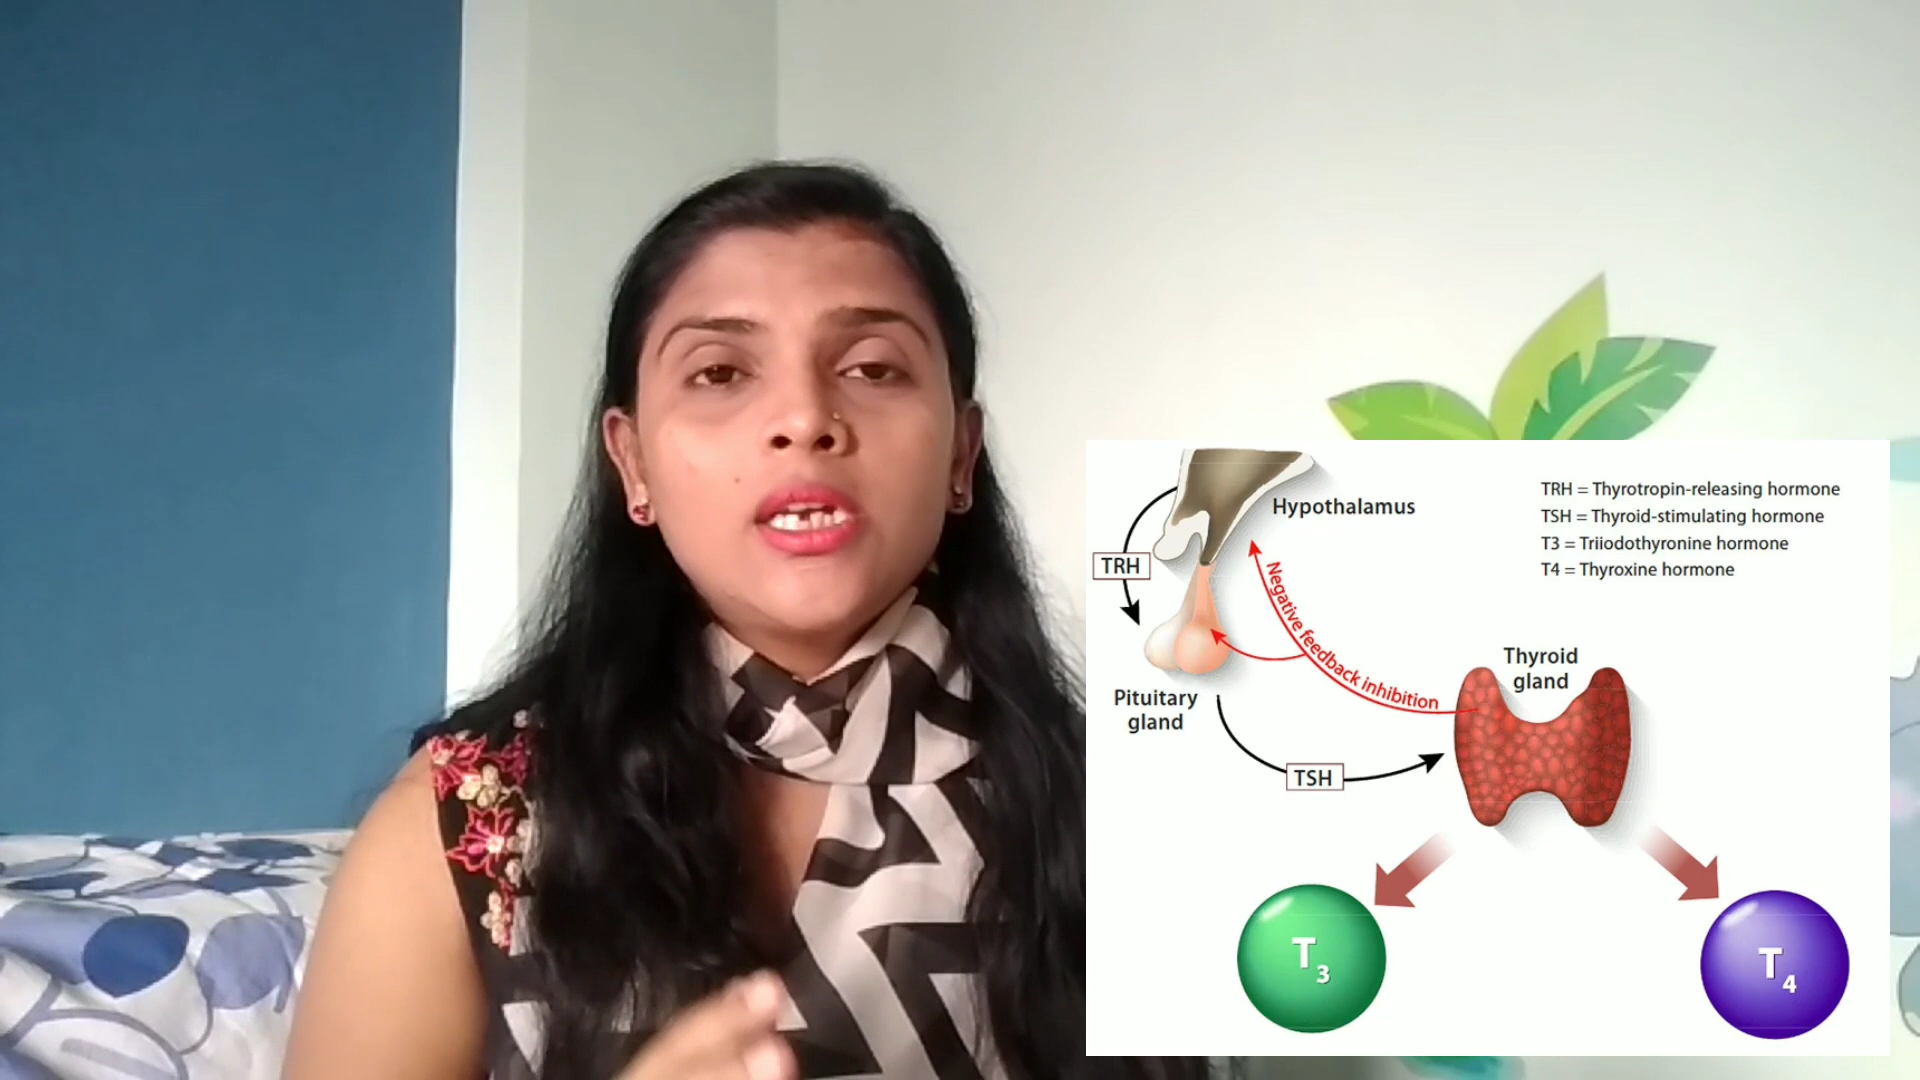 Hypothalamus
TRH = Thyrotropin-releasing hormone
TSH = Thyroid-stimulating hormone
T3 = Triiodothyronine hormone
T4 = Thyroxine hormone
TRH
Negative feedback inhibition
Thyroid
gland
Pituitary
gland
TSH
T3
T4